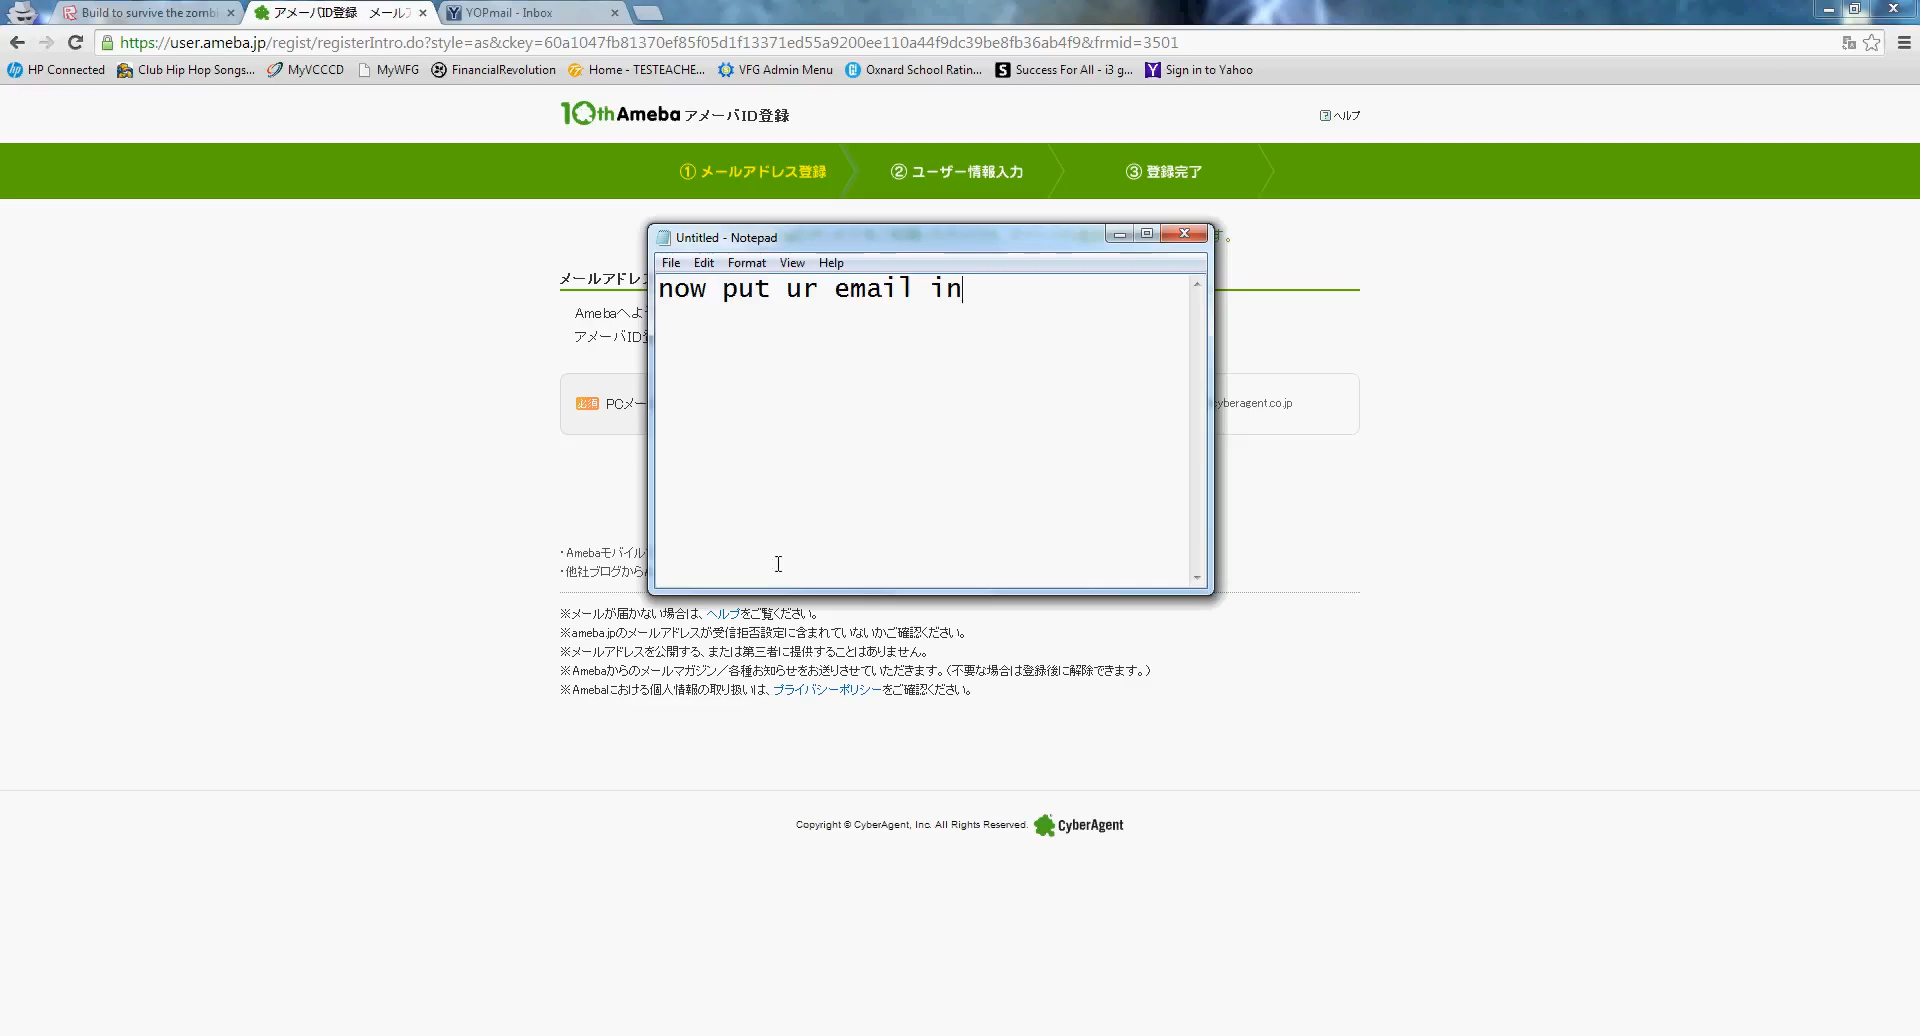 Build to survive the zombi
アメーバID登録 メールア
YOPmail - Inbox
https://user.ameba.jp/regist/registerIntro.do?style=as&ckey=60a1047fb81370ef85f05d1f13371ed55a9200ee110a44f9dc39be8fb36ab4f9&frmid=3501
HP Connected Club Hip Hop Songs... MyVCCCD MyWFG FinancialRevolution Home - TESTEACHE... VFG Admin Menu Oxnard School Ratin... Success For All - i3 g... Sign in to Yahoo
10th Ameba アメーバID登録
ヘルプ
① メールアドレス登録 ② ユーザー情報入力 ③ 登録完了
Untitled - Notepad
す。
File Edit Format View Help
now put ur email in
メールアドレス
Amebaへよ
アメーバID
必須 PCメー
cyberagent.co.jp
・Amebaモバイル
・他社ブログから
※メールが届かない場合は、ヘルプをご覧ください。
※ameba.jpのメールアドレスが受信拒否設定に含まれていないかご確認ください。
※メールアドレスを公開する、または第三者に提供することはありません。
※Amebaからのメールマガジン／各種お知らせをお送りさせていただきます。（不要な場合は登録後に解除できます。）
※Amebaにおける個人情報の取り扱いは、プライバシーポリシーをご確認ください。
Copyright © CyberAgent, Inc. All Rights Reserved. CyberAgent